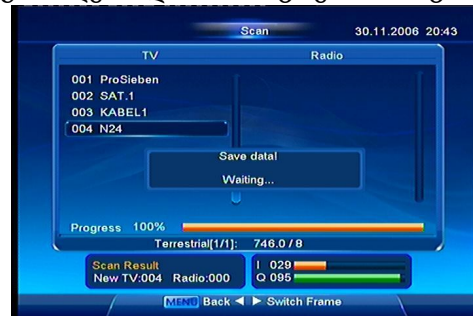 Scan 30.11.2006 20:43
TV Radio
001 ProSieben
002 SAT.1
003 KABEL1
004 N24
Save data!
Waiting...
Progress 100%
Terrestrial[1/1]: 746.0 / 8
Scan Result
New TV:004 Radio:000
I 029
Q 095
MENU Back ◀ ▶ Switch Frame